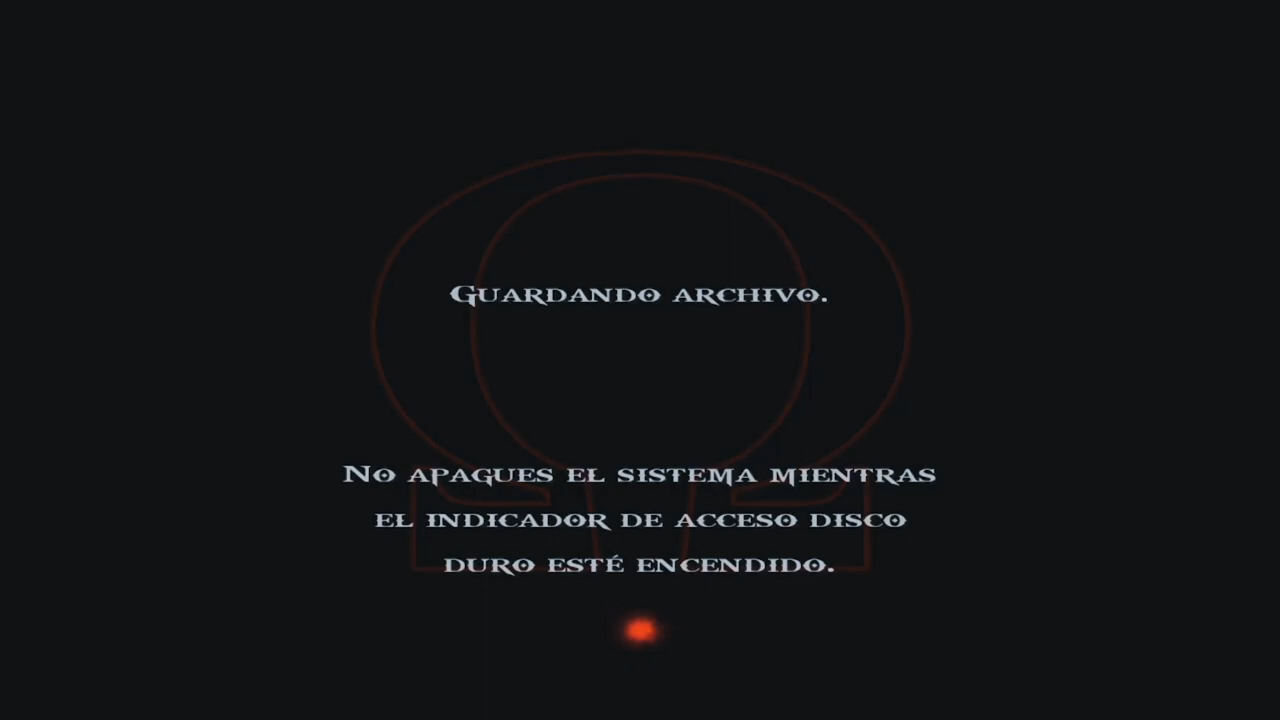 Guardando archivo.
No apagues el sistema mientras
el indicador de acceso disco
duro esté encendido.